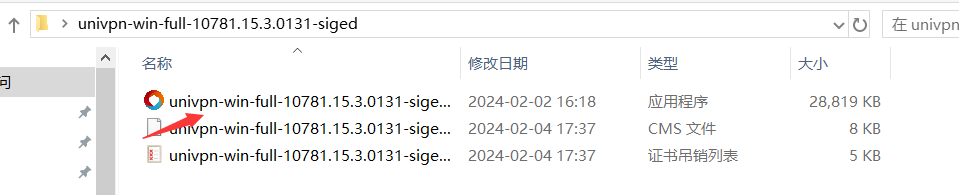 univpn-win-full-10781.15.3.0131-siged
在 univpn
问
名称 修改日期 类型 大小
univpn-win-full-10781.15.3.0131-sige... 2024-02-02 16:18 应用程序 28,819 KB
univpn-win-full-10781.15.3.0131-sige... 2024-02-04 17:37 CMS 文件 8 KB
univpn-win-full-10781.15.3.0131-sige... 2024-02-04 17:37 证书吊销列表 5 KB